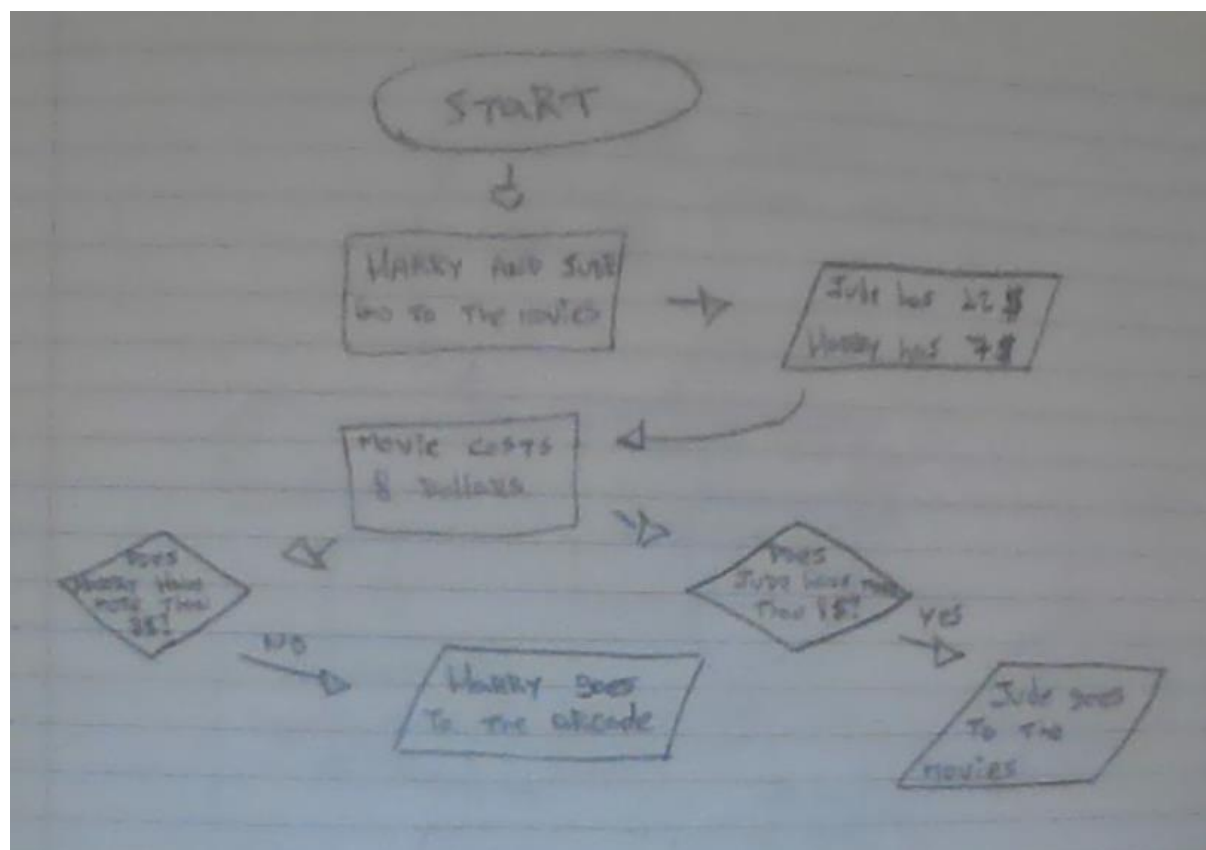 START
HARRY AND JUDE
Go To The movies
Jude has 22 $
HARRY has 7$
Movie COSTS
8 Dollars
Does
HARRY have
more than
8$?
Does
Jude have more
Than 8$?
NO
yes
HARRY goes
To The aRcade
Jude goes
To The
movies